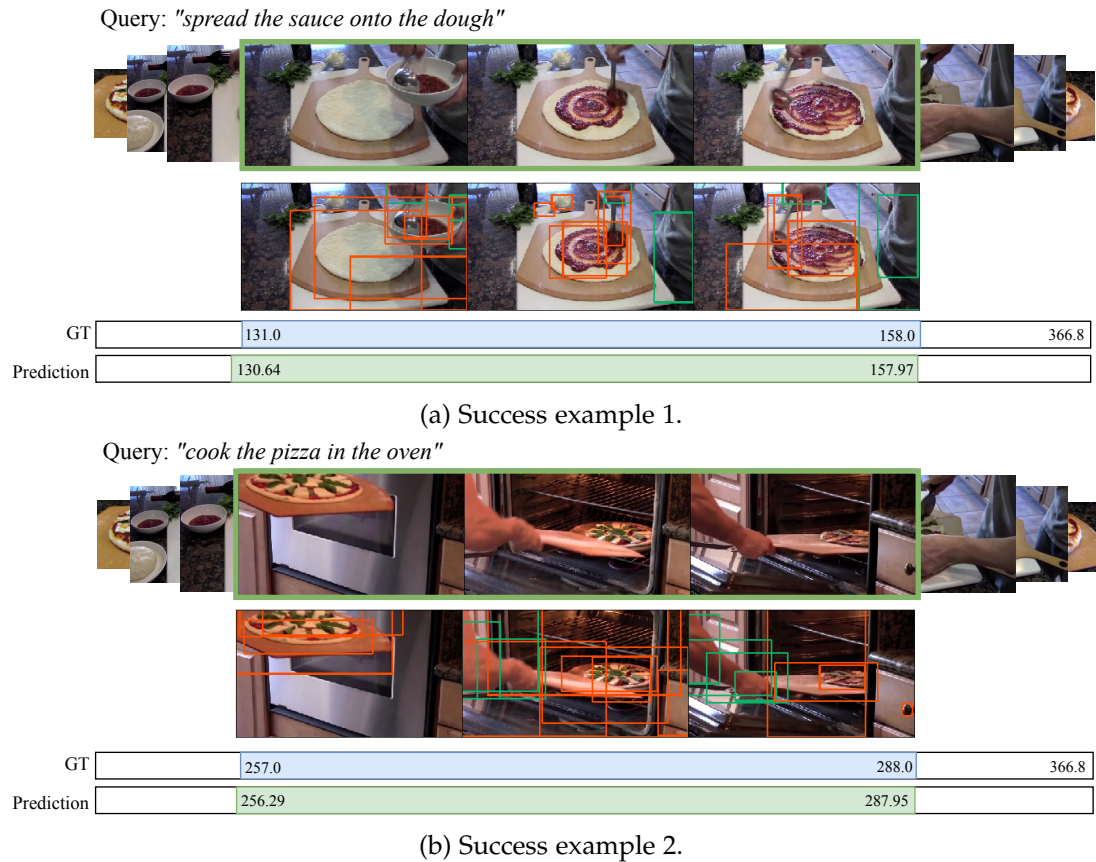 Query: "spread the sauce onto the dough"
GT 131.0 158.0 366.8
Prediction 130.64 157.97
(a) Success example 1.
Query: "cook the pizza in the oven"
GT 257.0 288.0 366.8
Prediction 256.29 287.95
(b) Success example 2.